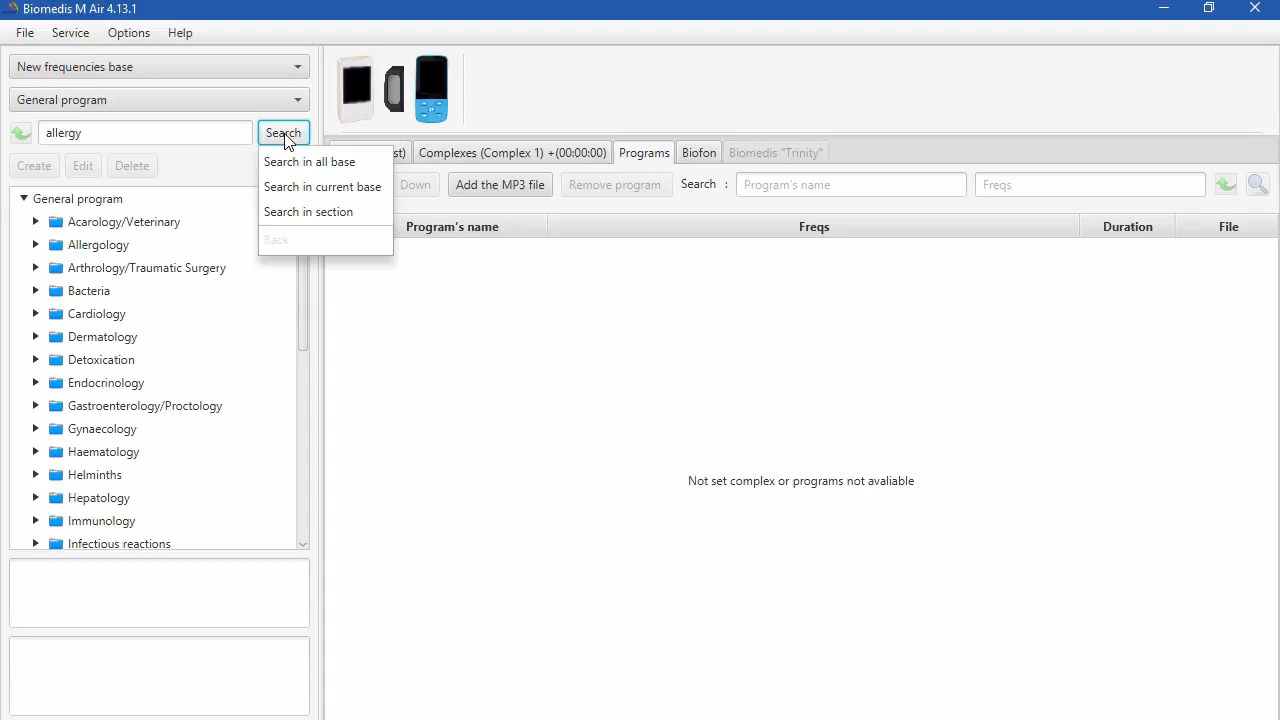 Biomedis M Air 4.13.1
File Service Options Help
New frequencies base
General program
allergy Search
Search in all base
Search in current base
Search in section
Back
Create Edit Delete
General program
Acarology/Veterinary
Allergology
Arthrology/Traumatic Surgery
Bacteria
Cardiology
Dermatology
Detoxication
Endocrinology
Gastroenterology/Proctology
Gynaecology
Haematology
Helminths
Hepatology
Immunology
Infectious reactions
Complexes (Complex 1) +(00:00:00) Programs Biofon Biomedis "Trinity"
Down Add the MP3 file Remove program Search : Program's name Freqs
Program's name Freqs Duration File
Not set complex or programs not avaliable